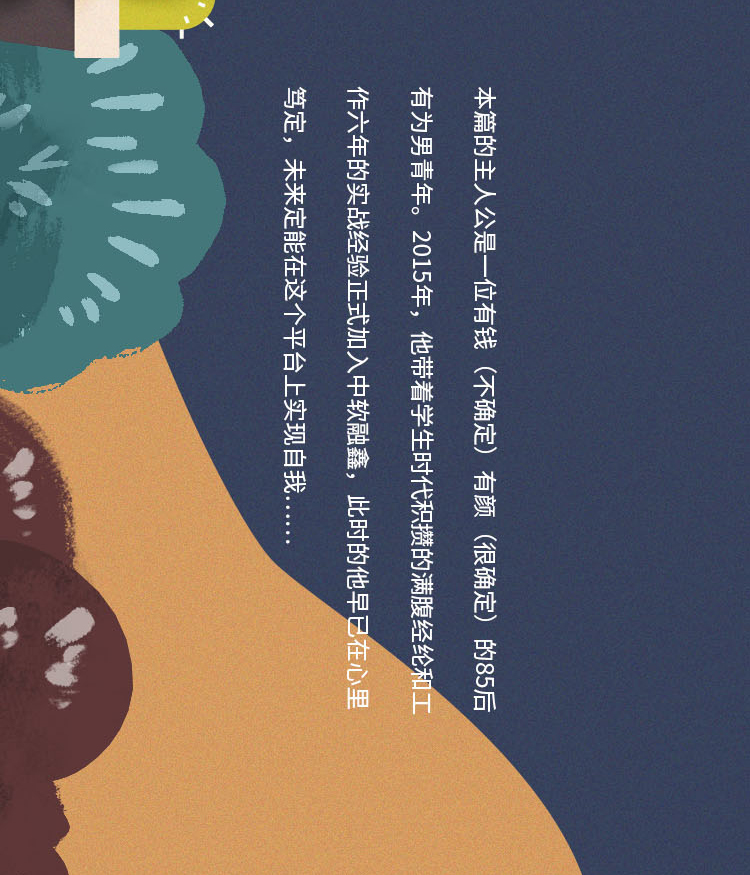 本篇的主人公是一位有钱（不确定）有颜（很确定）的85后
有为男青年。2015年，他带着学生时代积攒的满腹经纶和工
作六年的实战经验正式加入中软融鑫，此时的他早已在心里
笃定，未来定能在这个平台上实现自我……